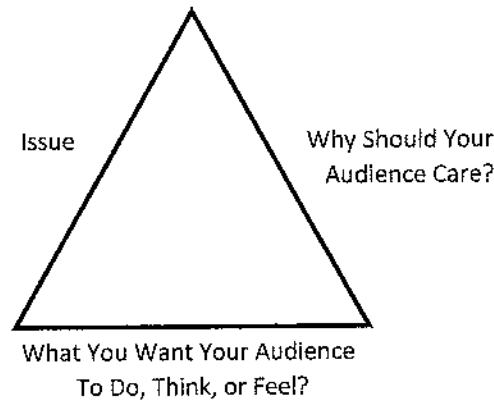 Issue
Why Should Your
Audience Care?
What You Want Your Audience
To Do, Think, or Feel?